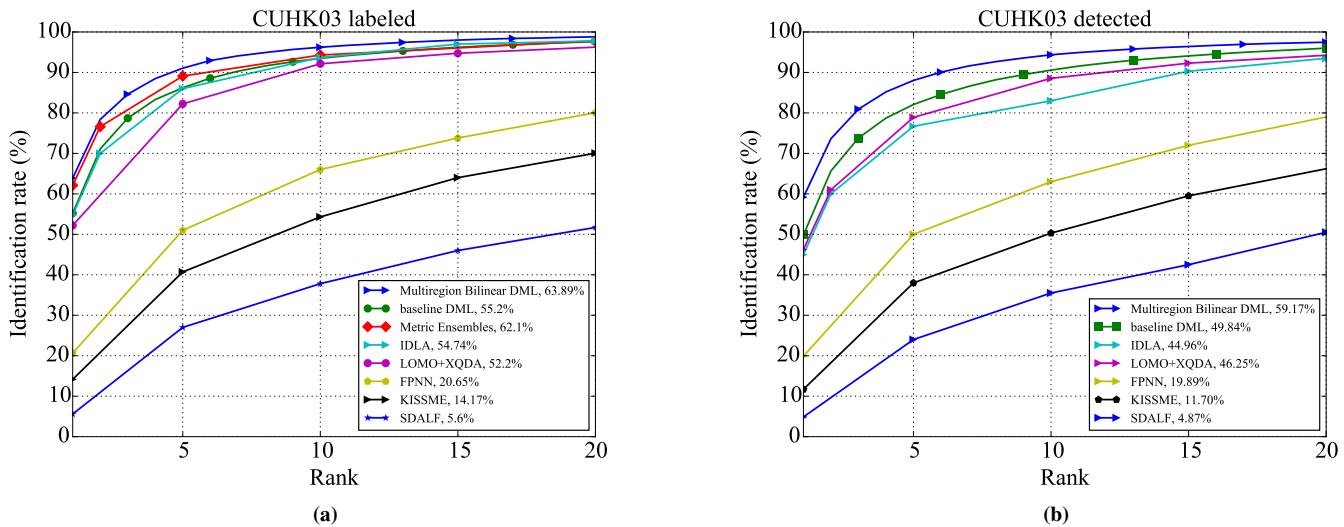 CUHK03 labeled
Identification rate (%)
100
90
80
70
60
50
40
30
20
10
0
5
10
15
20
Rank
Multiregion Bilinear DML, 63.89%
baseline DML, 55.2%
Metric Ensembles, 62.1%
IDLA, 54.74%
LOMO+XQDA, 52.2%
FPNN, 20.65%
KISSME, 14.17%
SDALF, 5.6%
(a)
CUHK03 detected
Identification rate (%)
100
90
80
70
60
50
40
30
20
10
0
5
10
15
20
Rank
Multiregion Bilinear DML, 59.17%
baseline DML, 49.84%
IDLA, 44.96%
LOMO+XQDA, 46.25%
FPNN, 19.89%
KISSME, 11.70%
SDALF, 4.87%
(b)